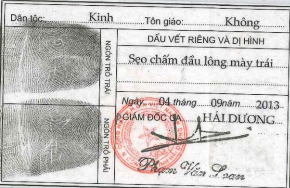 Dân tộc: Kinh Tôn giáo: Không
NGÓN TRỎ TRÁI
DẤU VẾT RIÊNG VÀ DỊ HÌNH
Sẹo chấm đầu lông mày trái
Ngày 04 tháng 09 năm 2013
GIÁM ĐỐC CA HẢI DƯƠNG
NGÓN TRỎ PHẢI
Phạm Văn Loan